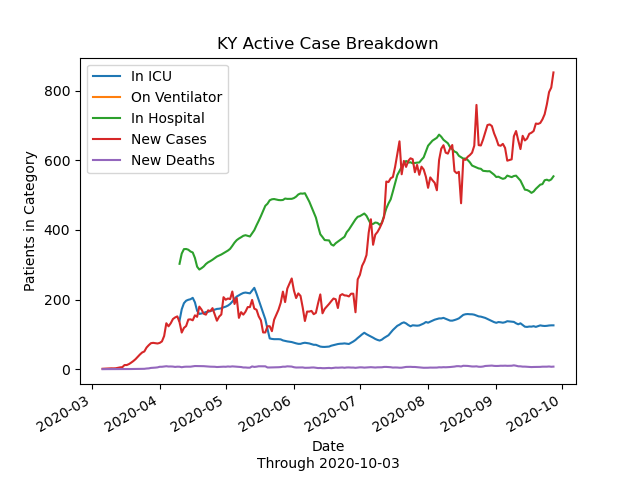 KY Active Case Breakdown
In ICU
On Ventilator
In Hospital
New Cases
New Deaths
Patients in Category
800
600
400
200
0
2020-03
2020-04
2020-05
2020-06
2020-07
2020-08
2020-09
2020-10
Date
Through 2020-10-03